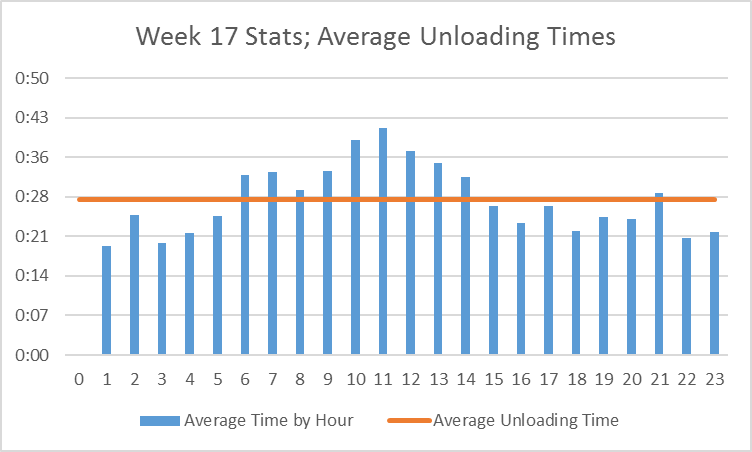 Week 17 Stats; Average Unloading Times
0:50
0:43
0:36
0:28
0:21
0:14
0:07
0:00
0 1 2 3 4 5 6 7 8 9 10 11 12 13 14 15 16 17 18 19 20 21 22 23
Average Time by Hour Average Unloading Time